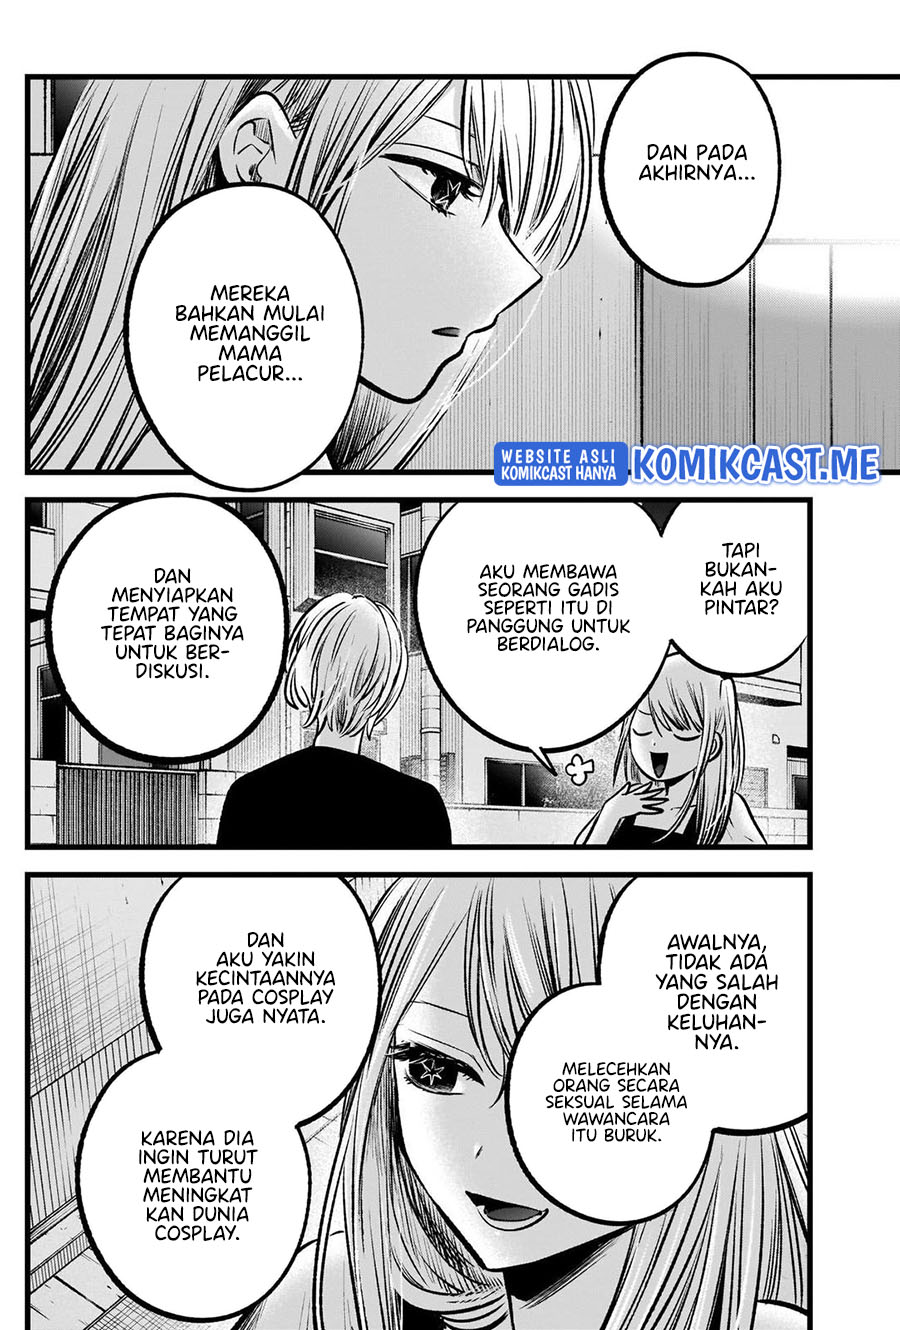 DAN PADA
AKHIRNYA...
MEREKA
BAHKAN MULAI
MEMANGGIL
MAMA
PELACUR...
WEBSITE ASLI
KOMIKCAST HANYA
KOMIKCAST.ME
TAPI
BUKAN-
KAH AKU
PINTAR?
AKU MEMBAWA
SEORANG GADIS
SEPERTI ITU DI
PANGGUNG UNTUK
BERDIALOG.
DAN
MENYIAPKAN
TEMPAT YANG
TEPAT BAGINYA
UNTUK BER-
DISKUSI.
AWALNYA,
TIDAK ADA
YANG SALAH
DENGAN
KELUHAN-
NYA.
MELECEHKAN
ORANG SECARA
SEKSUAL SELAMA
WAWANCARA
ITU BURUK.
DAN
AKU YAKIN
KECINTAANNYA
PADA COSPLAY
JUGA NYATA.
KARENA DIA
INGIN TURUT
MEMBANTU
MENINGKAT
KAN DUNIA
COSPLAY.